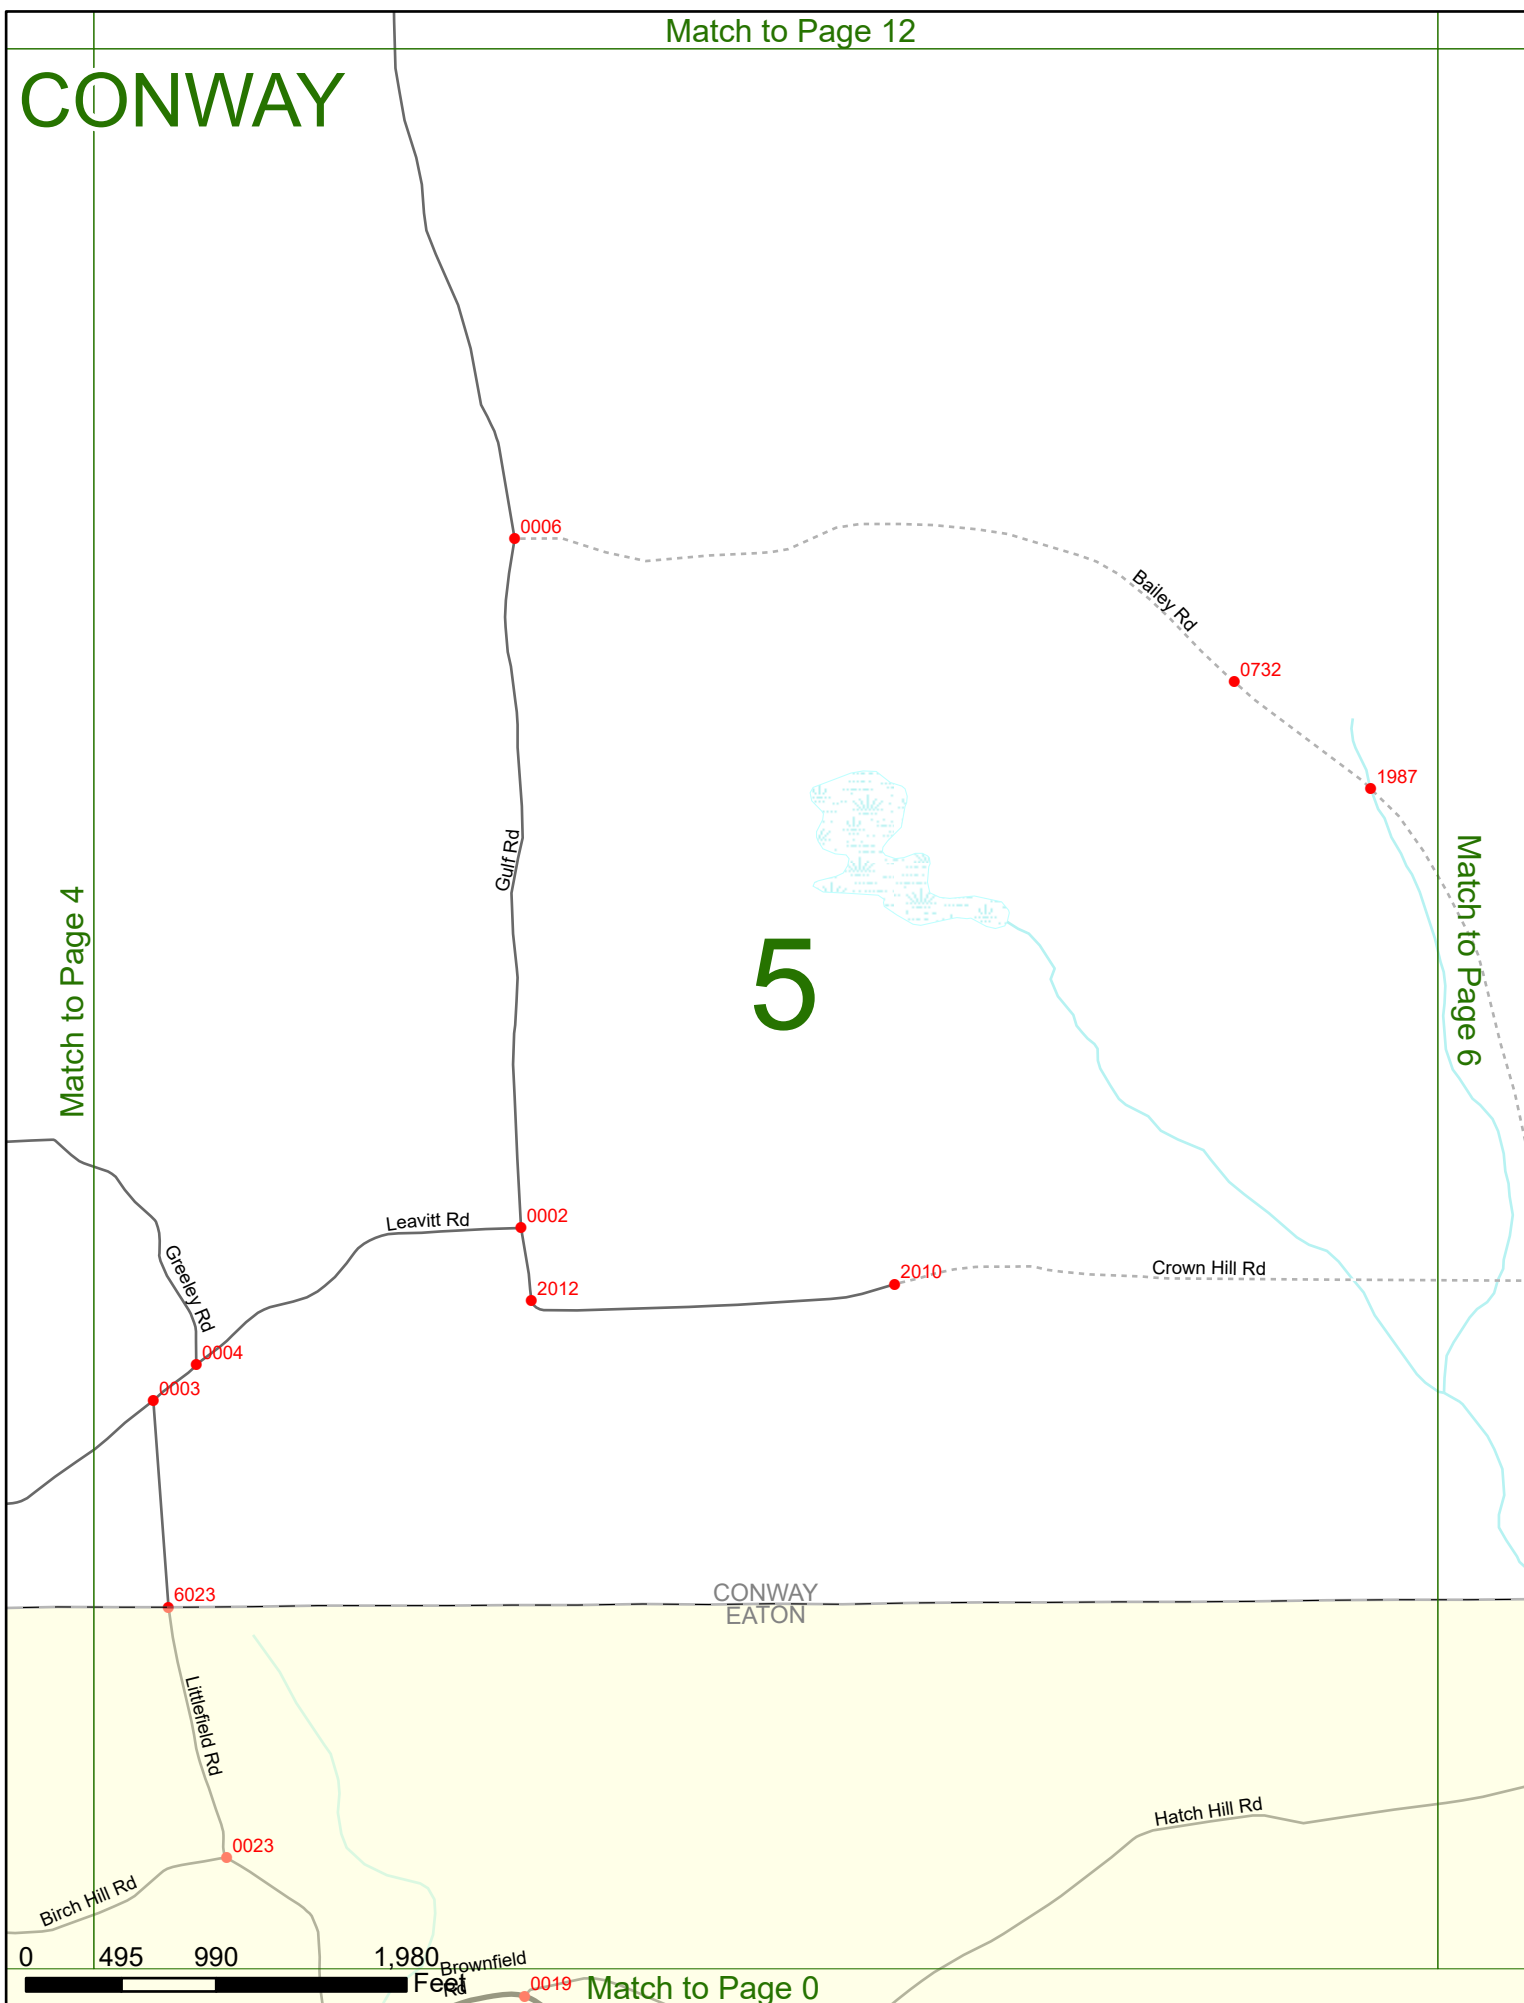 Match to Page 12
CONWAY
0006
Bailey Rd
0732
1987
Gulf Rd
Match to Page 4
5
Match to Page 6
Leavitt Rd
0002
Greeley Rd
2012
2010
Crown Hill Rd
0004
0003
6023
CONWAY
EATON
Littlefield Rd
Hatch Hill Rd
0023
Birch Hill Rd
0 495 990 1,980
Feet
Brownfield
Rd
0019
Match to Page 0